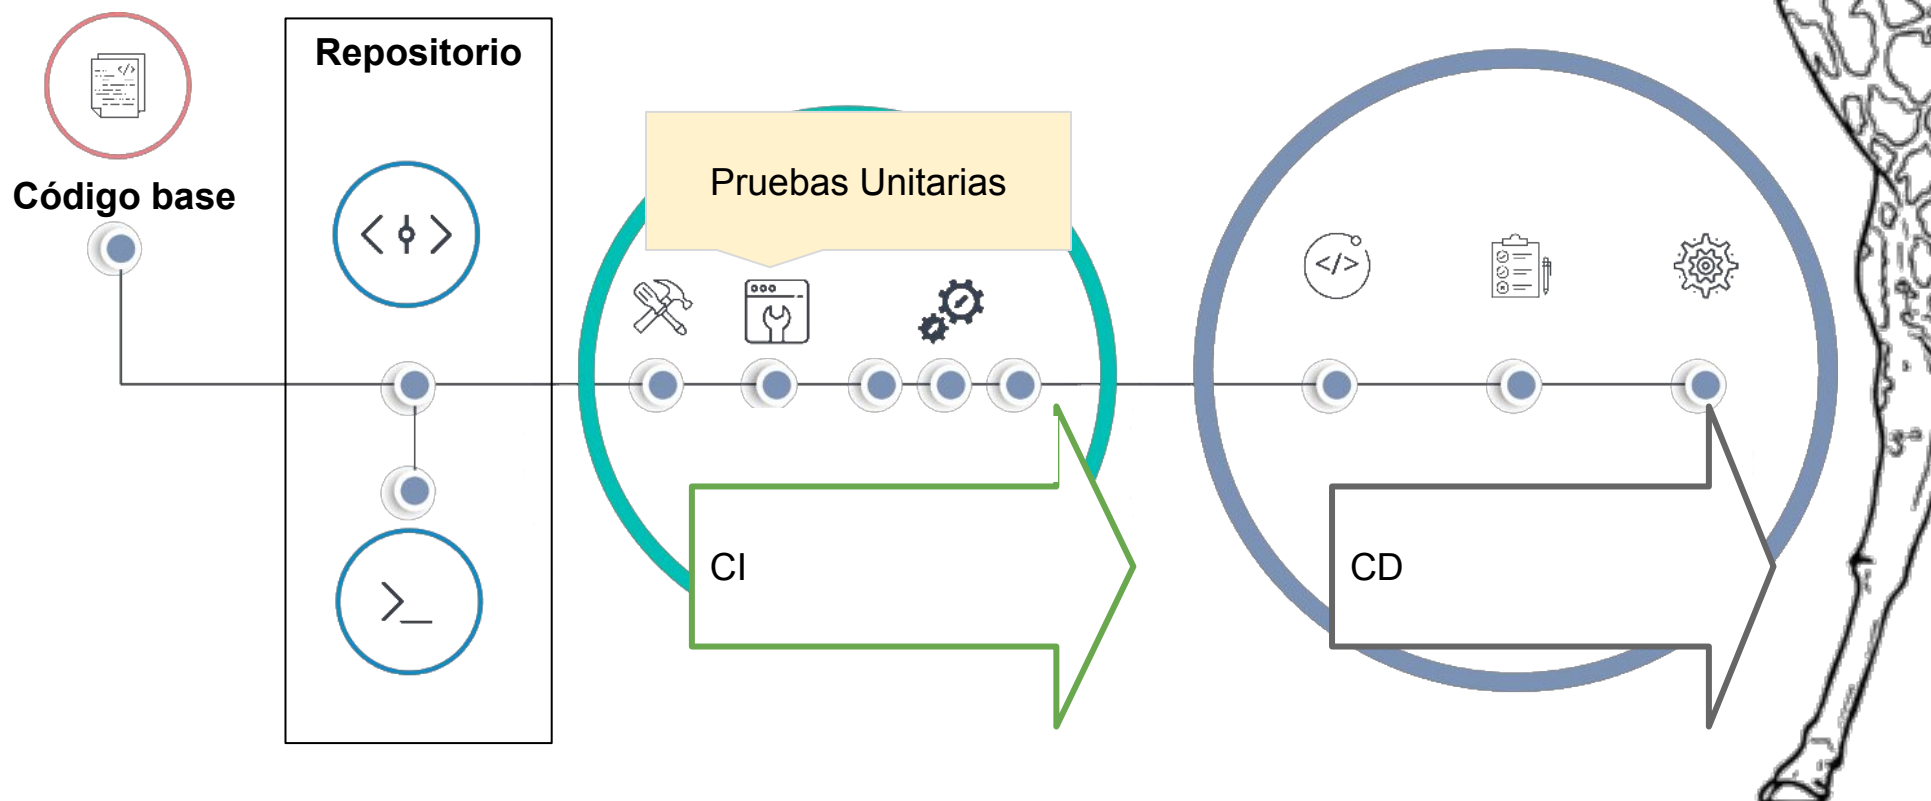 Repositorio
Código base
Pruebas Unitarias
CI
CD